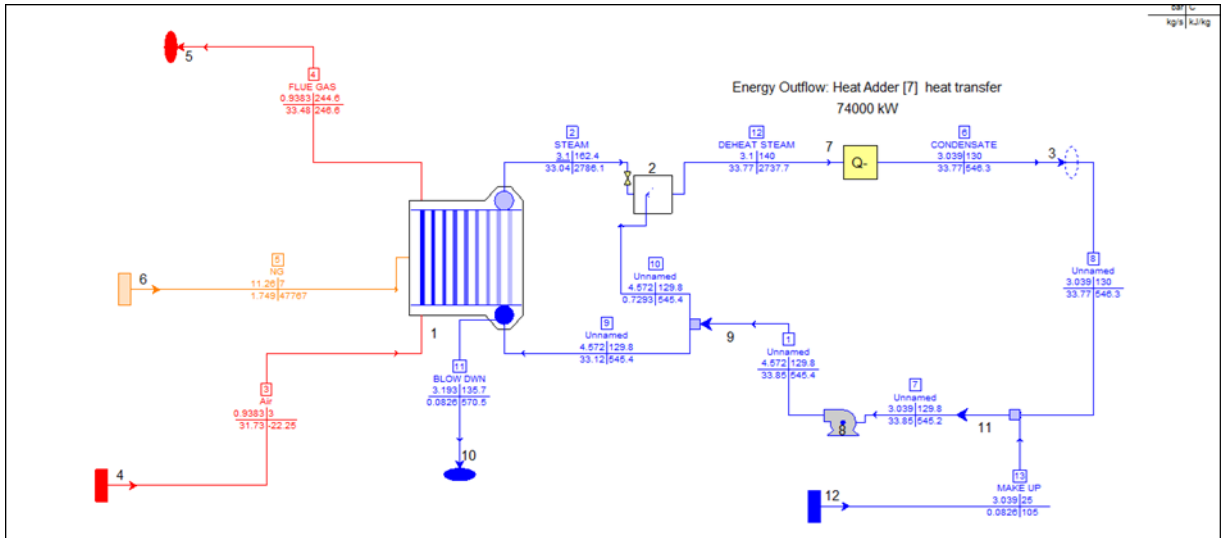 bar C
kg/s kJ/kg
5
4
FLUE GAS
0.9383 244.6
33.48 246.6
Energy Outflow: Heat Adder [7] heat transfer
74000 kW
2
STEAM
3.1 162.4
33.04 2786.1
2
12
DEHEAT STEAM
3.1 140
33.77 2737.7
7
Q-
6
CONDENSATE
3.039 130
33.77 546.3
3
5
NG
11.26 7
1.749 47767
6
1
10
Unnamed
4.572 129.8
0.7293 545.4
8
Unnamed
3.039 130
33.77 546.3
9
Unnamed
4.572 129.8
33.12 545.4
9
1
Unnamed
4.572 129.8
33.85 545.4
11
BLOW DWN
3.193 135.7
0.0826 570.5
10
3
Air
0.9383 3
31.73 -22.25
4
7
Unnamed
3.039 129.8
33.85 545.2
8
11
13
MAKE UP
3.039 25
0.0826 105
12